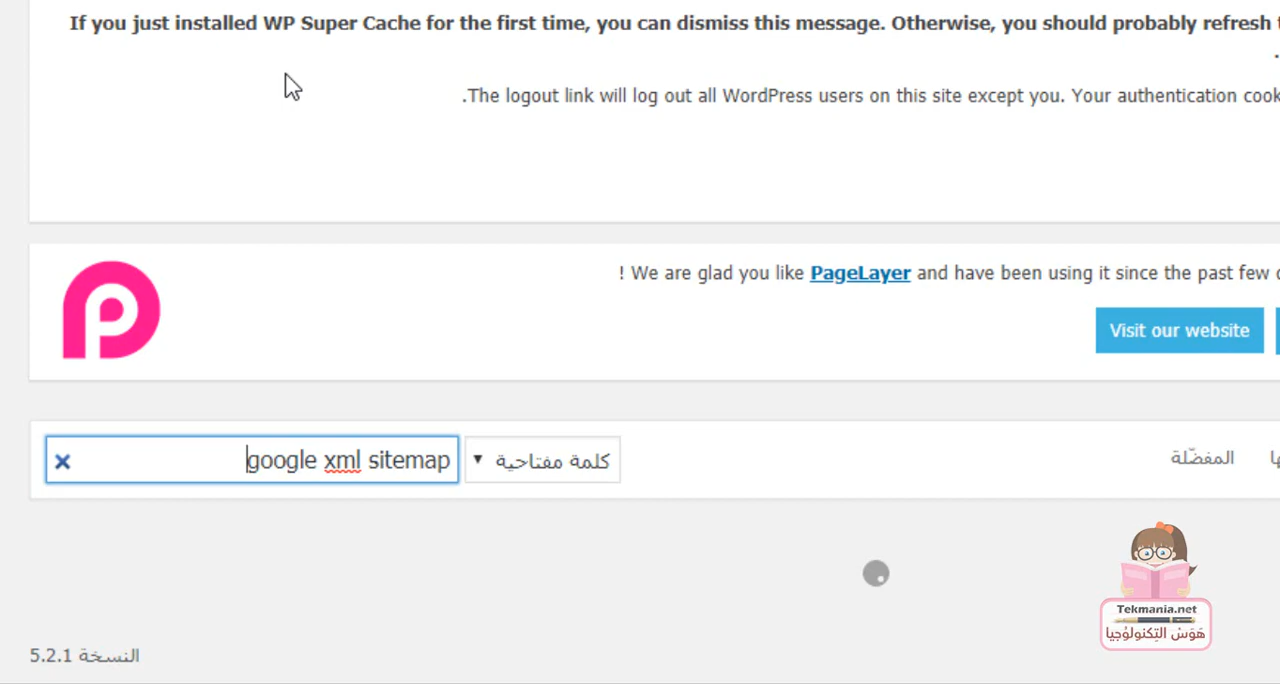 If you just installed WP Super Cache for the first time, you can dismiss this message. Otherwise, you should probably refresh
.
.The logout link will log out all WordPress users on this site except you. Your authentication
! We are glad you like PageLayer and have been using it since the past few
Visit our website
google xml sitemap
كلمة مفتاحية
المفضّلة
Tekmania.net
هَوَسْ التِكنولوُجيا
النسخة 5.2.1